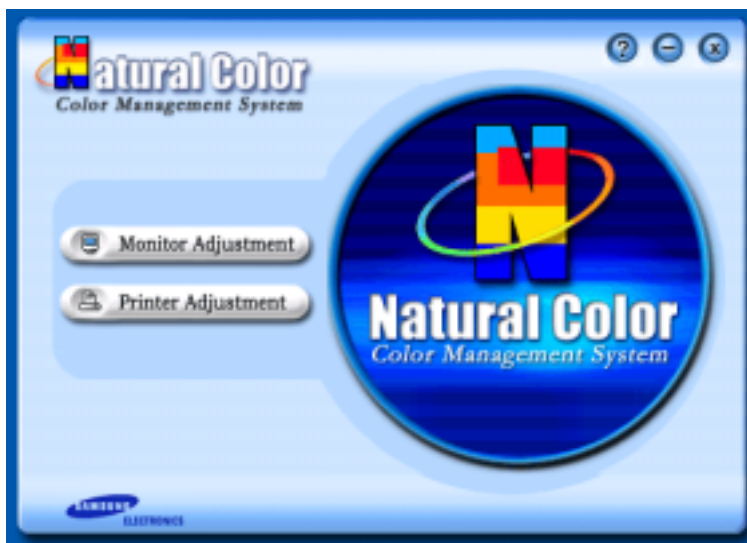 Natural Color
Color Management System
Monitor Adjustment
Printer Adjustment
Natural Color
Color Management System
SAMSUNG
ELECTRONICS